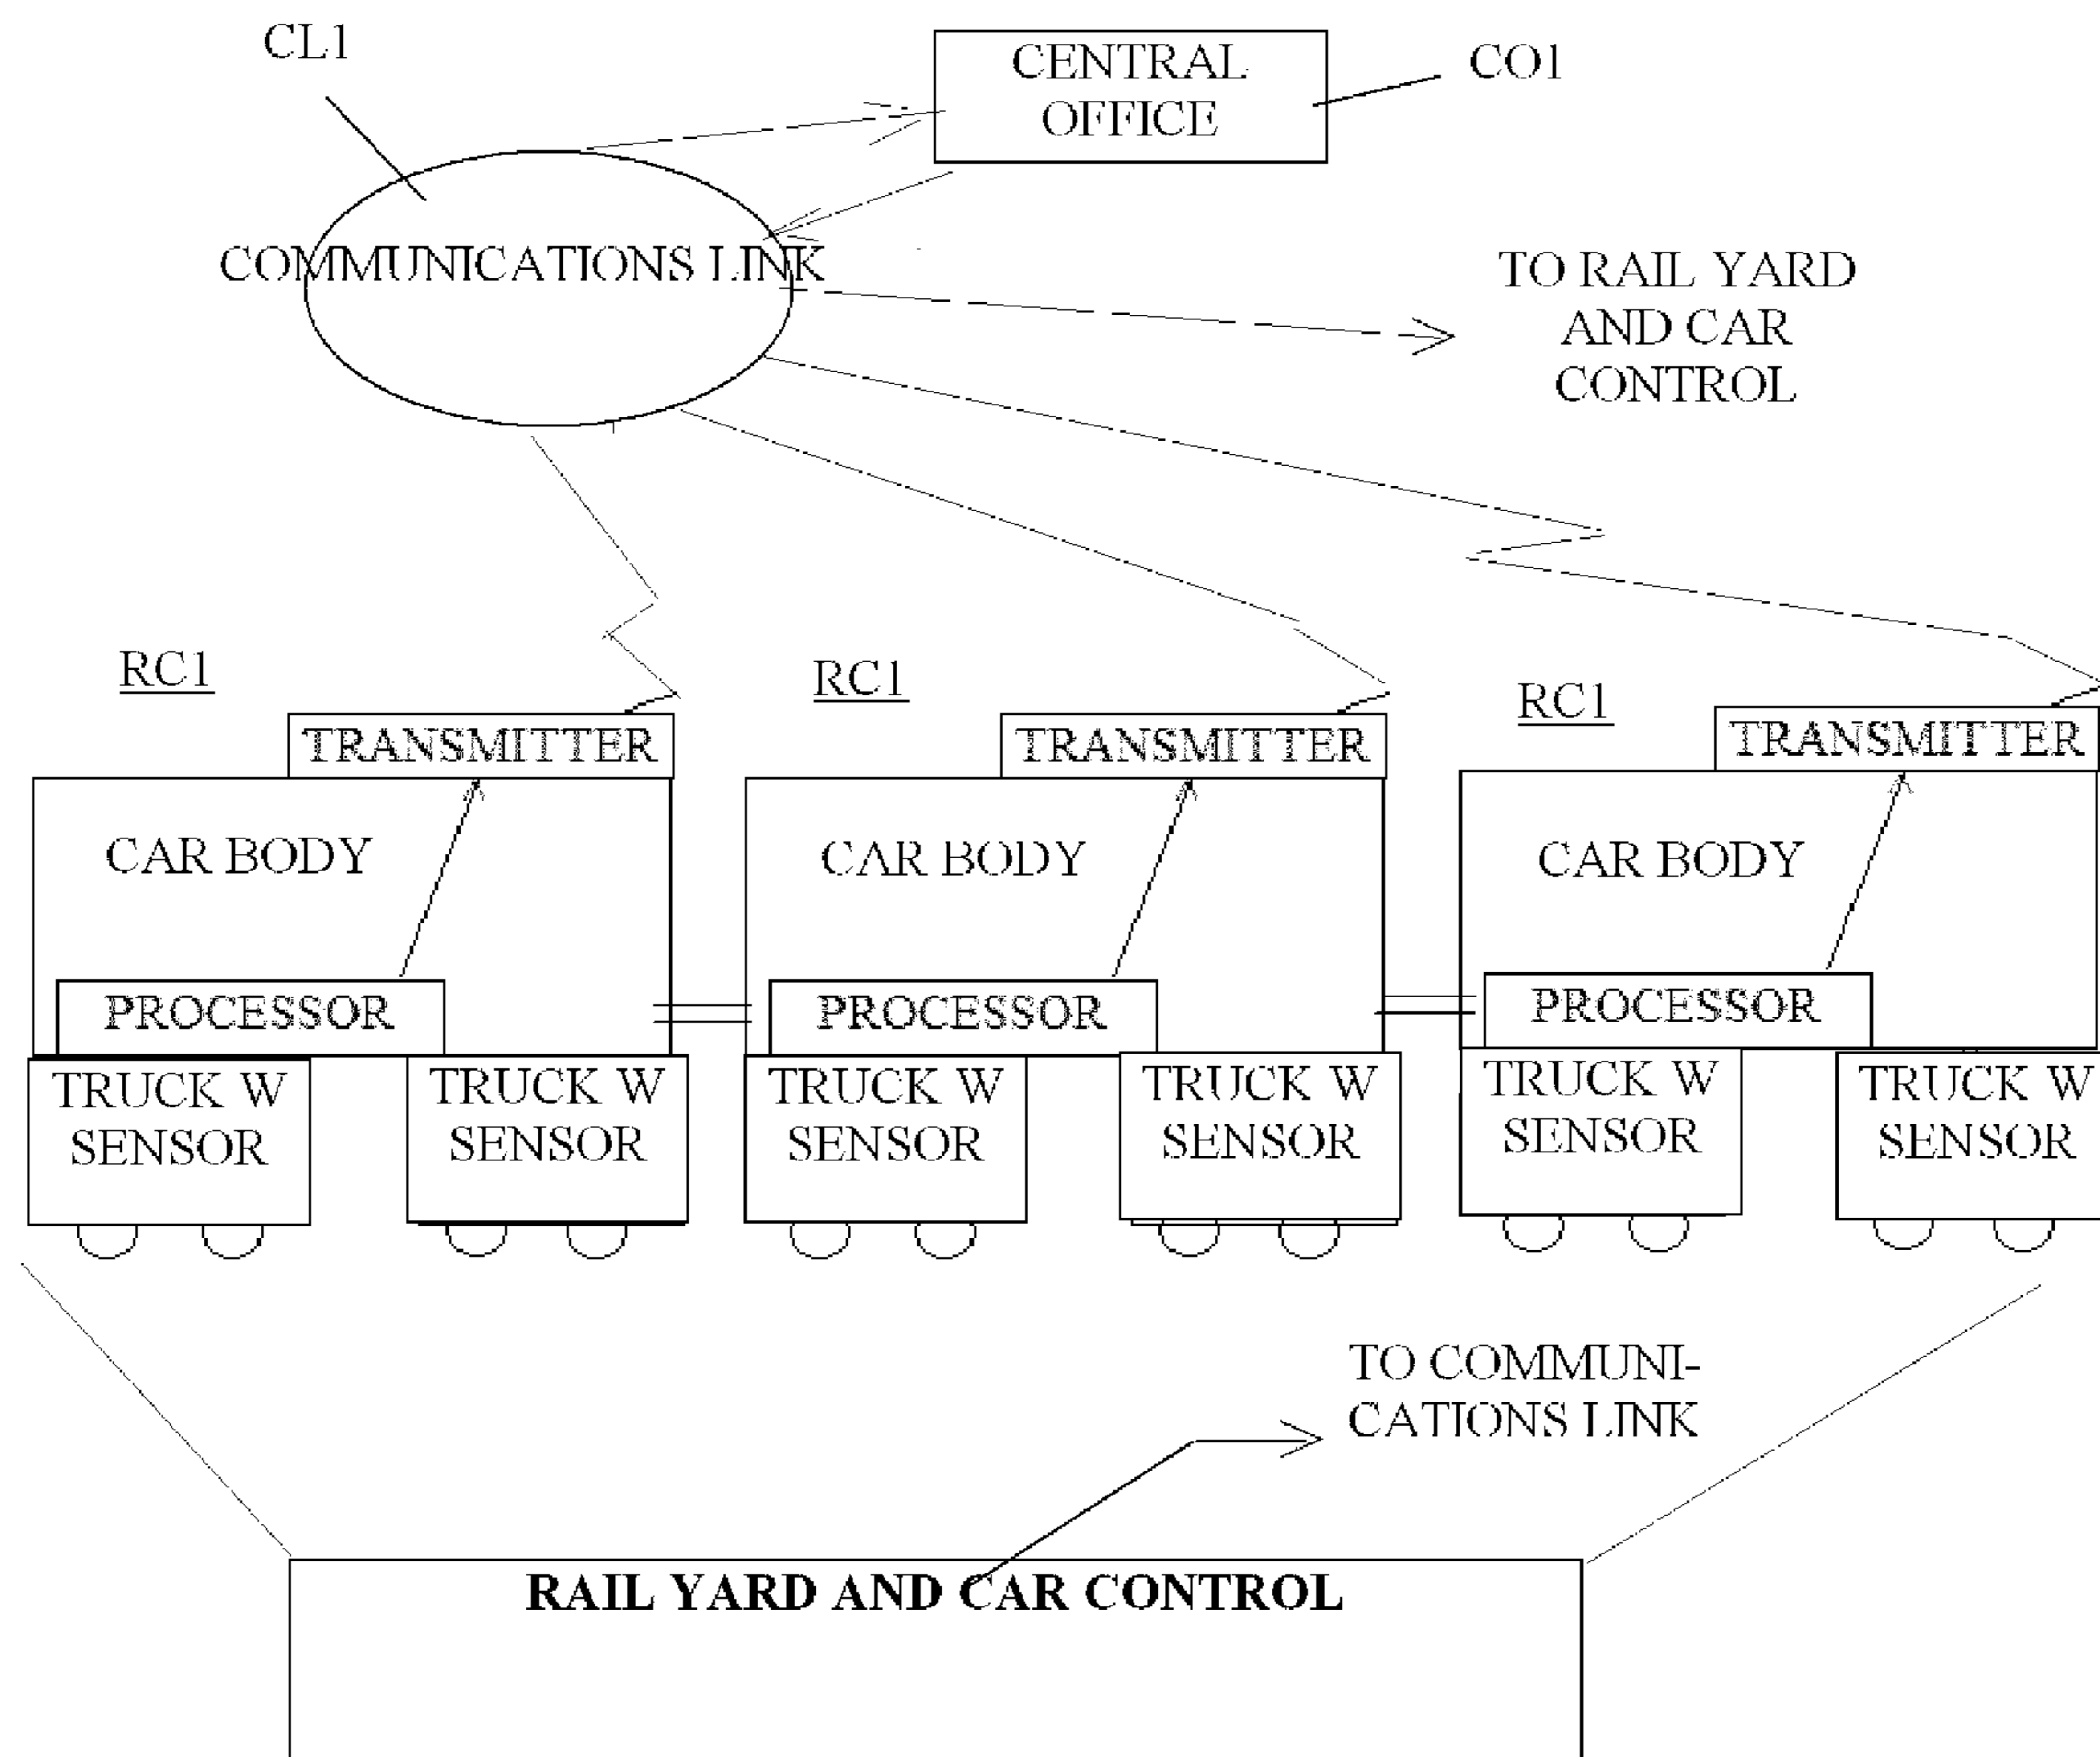 CL1
CENTRAL
OFFICE
CO1
COMMUNICATIONS LINK
TO RAIL YARD
AND CAR
CONTROL
RC1
RC1
RC1
TRANSMITTER
TRANSMITTER
TRANSMITTER
CAR BODY
CAR BODY
CAR BODY
PROCESSOR
PROCESSOR
PROCESSOR
TRUCK W
SENSOR
TRUCK W
SENSOR
TRUCK W
SENSOR
TRUCK W
SENSOR
TRUCK W
SENSOR
TRUCK W
SENSOR
TO COMMUNI-
CATIONS LINK
RAIL YARD AND CAR CONTROL